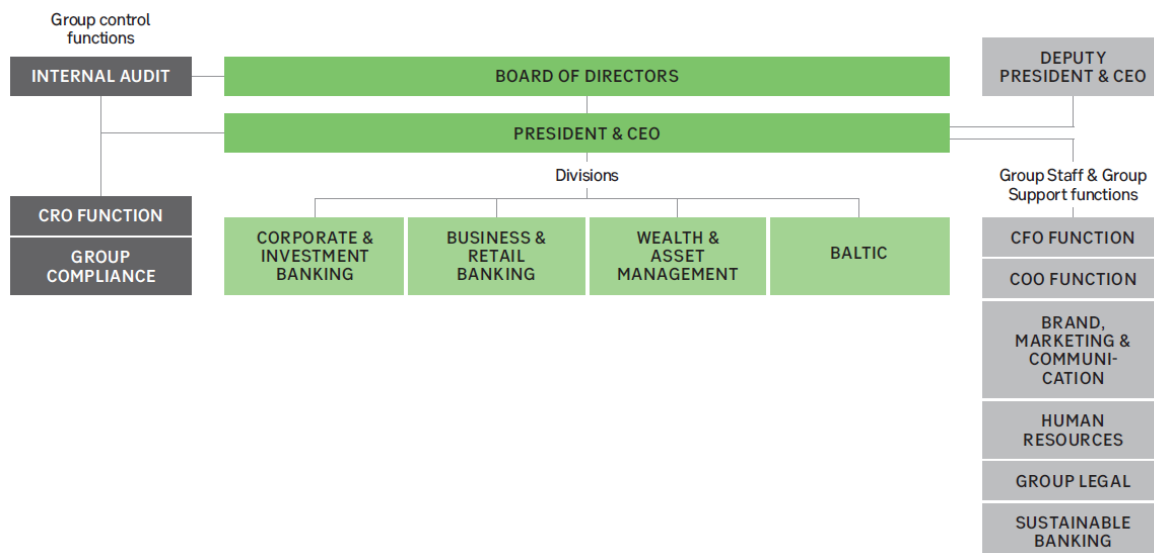 Group control
functions
INTERNAL AUDIT
BOARD OF DIRECTORS
DEPUTY
PRESIDENT & CEO
PRESIDENT & CEO
Divisions
Group Staff & Group
Support functions
CRO FUNCTION
GROUP
COMPLIANCE
CORPORATE &
INVESTMENT
BANKING
BUSINESS &
RETAIL
BANKING
WEALTH &
ASSET
MANAGEMENT
BALTIC
CFO FUNCTION
COO FUNCTION
BRAND,
MARKETING &
COMMUNI-
CATION
HUMAN
RESOURCES
GROUP LEGAL
SUSTAINABLE
BANKING